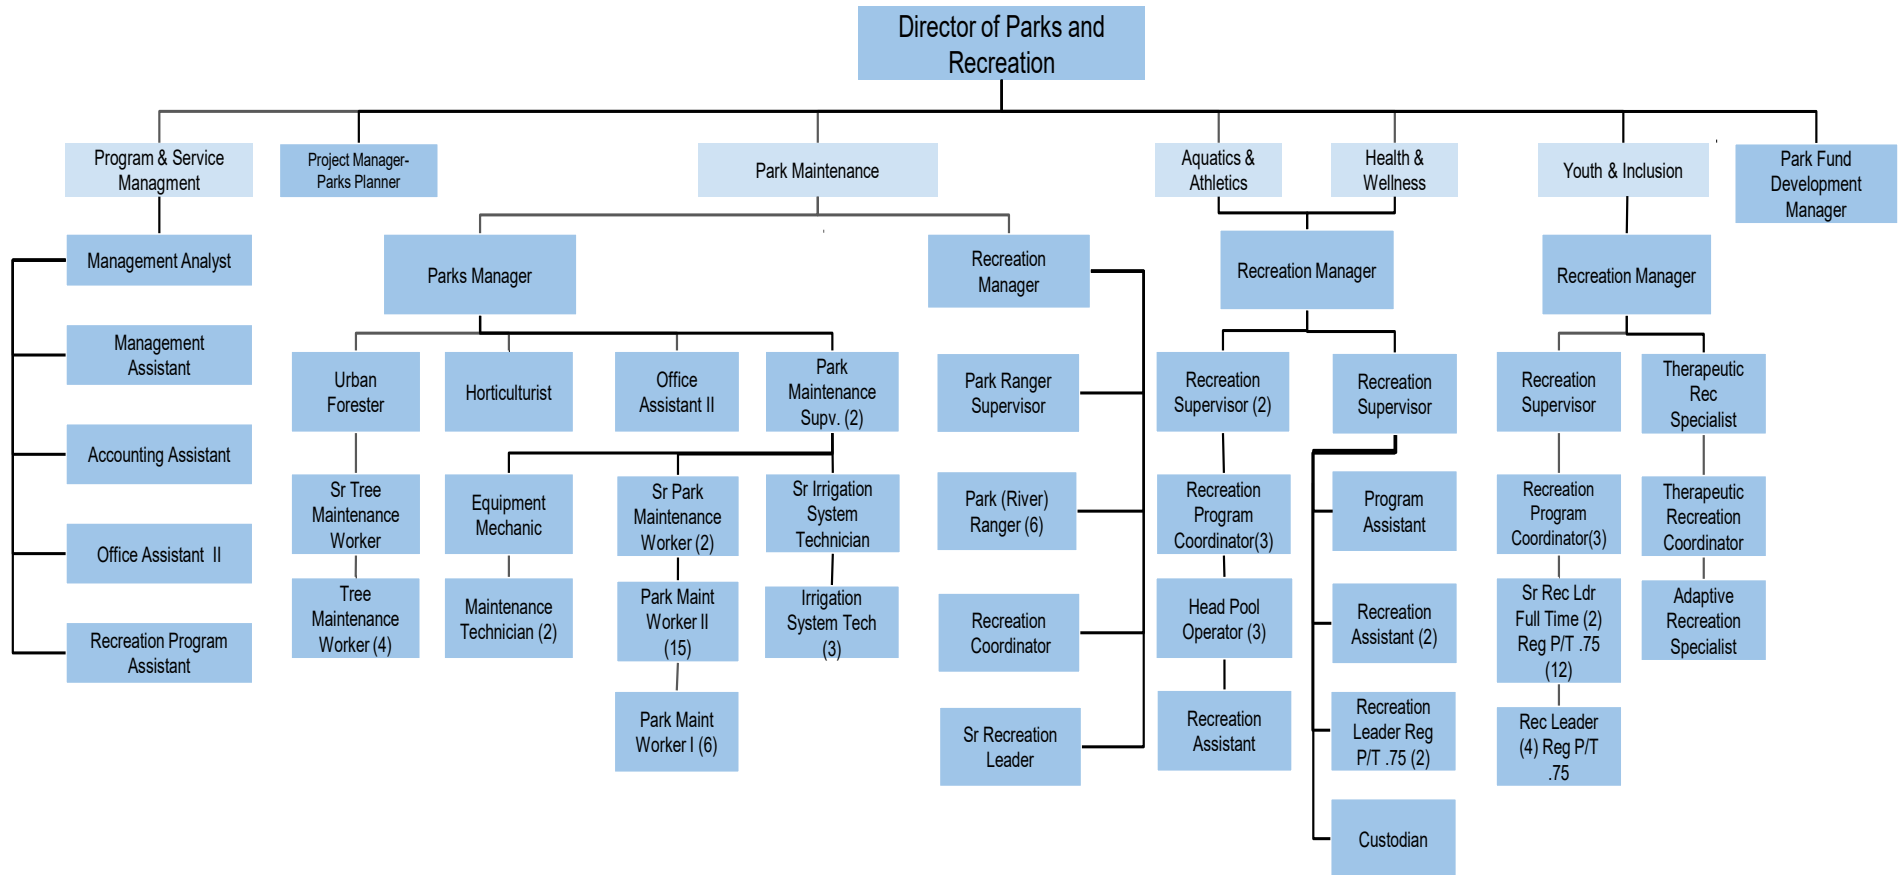 Director of Parks and
Recreation
Program & Service
Managment
Project Manager-
Parks Planner
Park Maintenance
Aquatics &
Athletics
Health &
Wellness
Youth & Inclusion
Park Fund
Development
Manager
Management Analyst
Management
Assistant
Accounting Assistant
Office Assistant  II
Recreation Program
Assistant
Parks Manager
Urban
Forester
Sr Tree
Maintenance
Worker
Tree
Maintenance
Worker (4)
Horticulturist
Office
Assistant II
Park
Maintenance
Supv. (2)
Equipment
Mechanic
Maintenance
Technician (2)
Sr Park
Maintenance
Worker (2)
Park Maint
Worker II
(15)
Park Maint
Worker I (6)
Sr Irrigation
System
Technician
Irrigation
System Tech
(3)
Recreation
Manager
Park Ranger
Supervisor
Park (River)
Ranger (6)
Recreation
Coordinator
Sr Recreation
Leader
Recreation Manager
Recreation
Supervisor (2)
Recreation
Program
Coordinator(3)
Head Pool
Operator (3)
Recreation
Assistant
Recreation
Supervisor
Program
Assistant
Recreation
Assistant (2)
Recreation
Leader Reg
P/T .75 (2)
Custodian
Recreation Manager
Recreation
Supervisor
Recreation
Program
Coordinator(3)
Sr Rec Ldr
Full Time (2)
Reg P/T .75
(12)
Rec Leader
(4) Reg P/T
.75
Therapeutic
Rec
Specialist
Therapeutic
Recreation
Coordinator
Adaptive
Recreation
Specialist